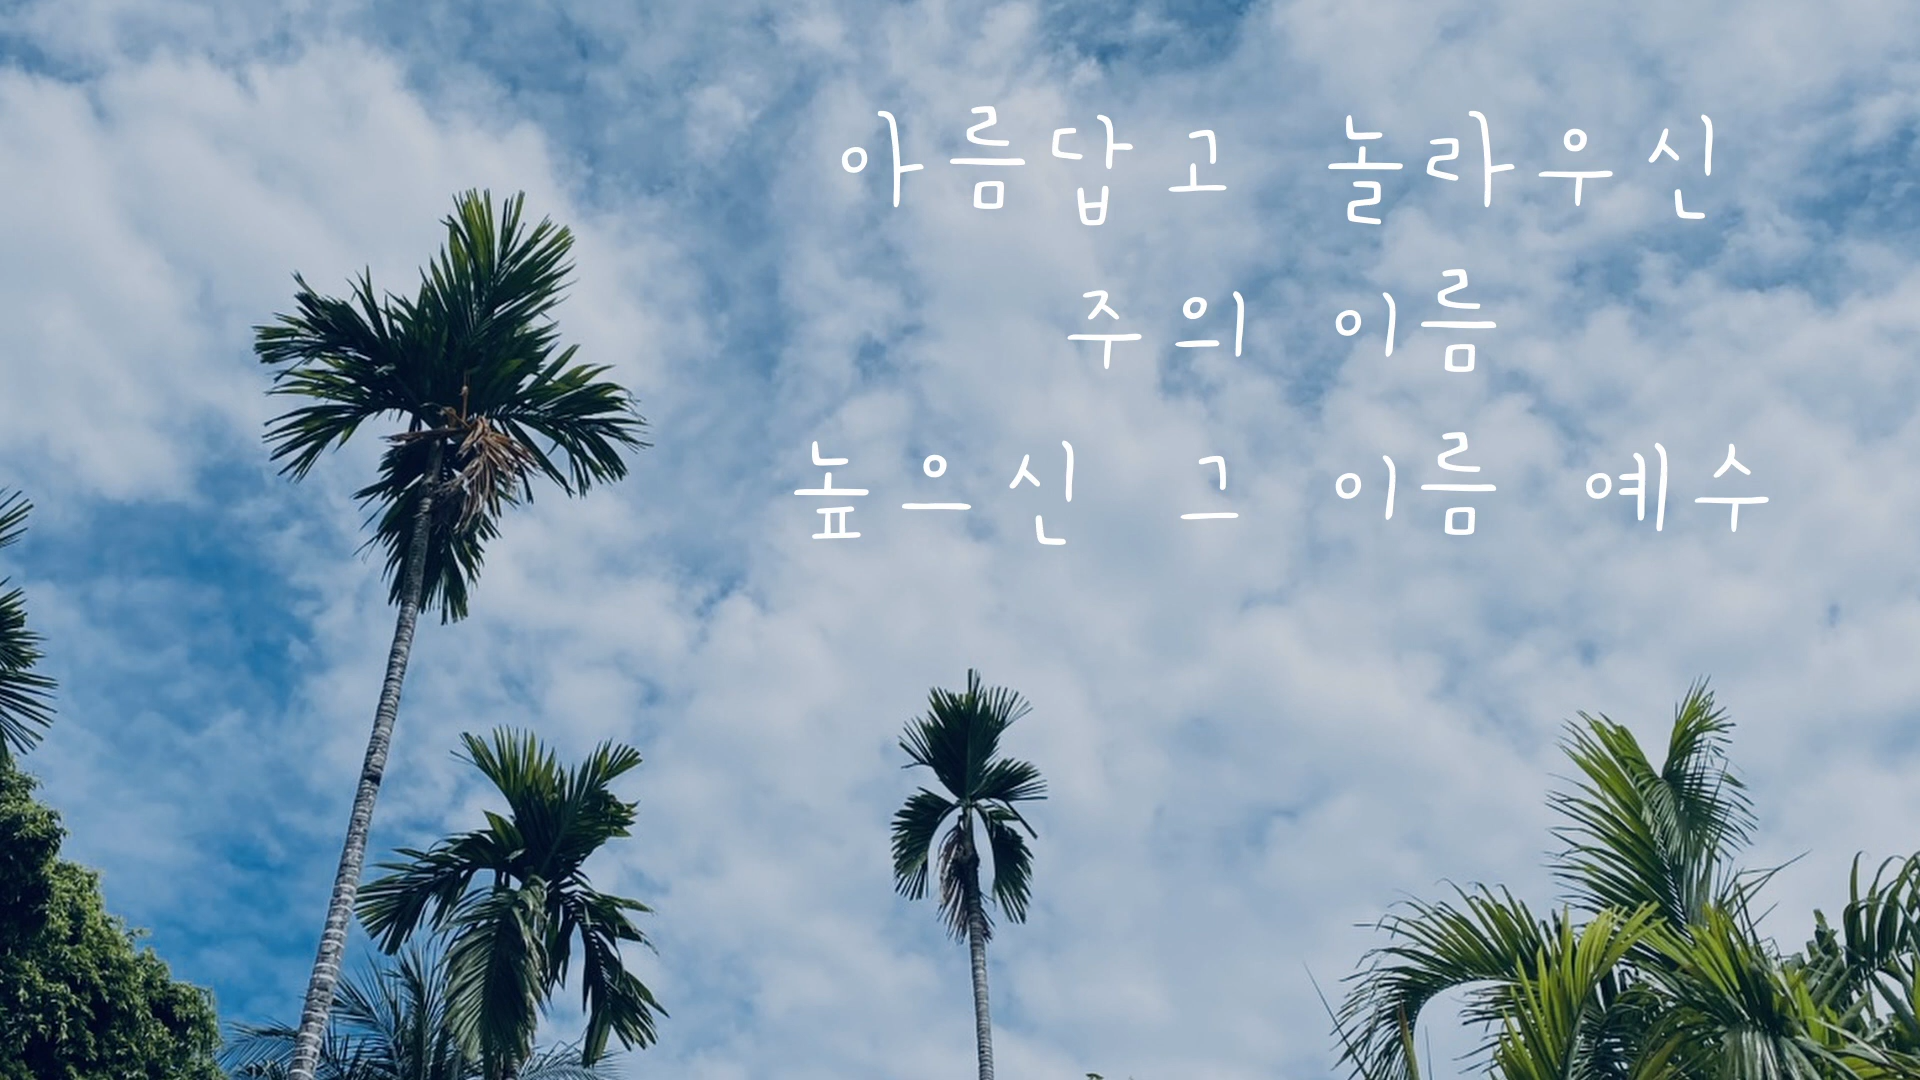 아름답고 놀라우신
주의 이름
높으신 그 이름 예수